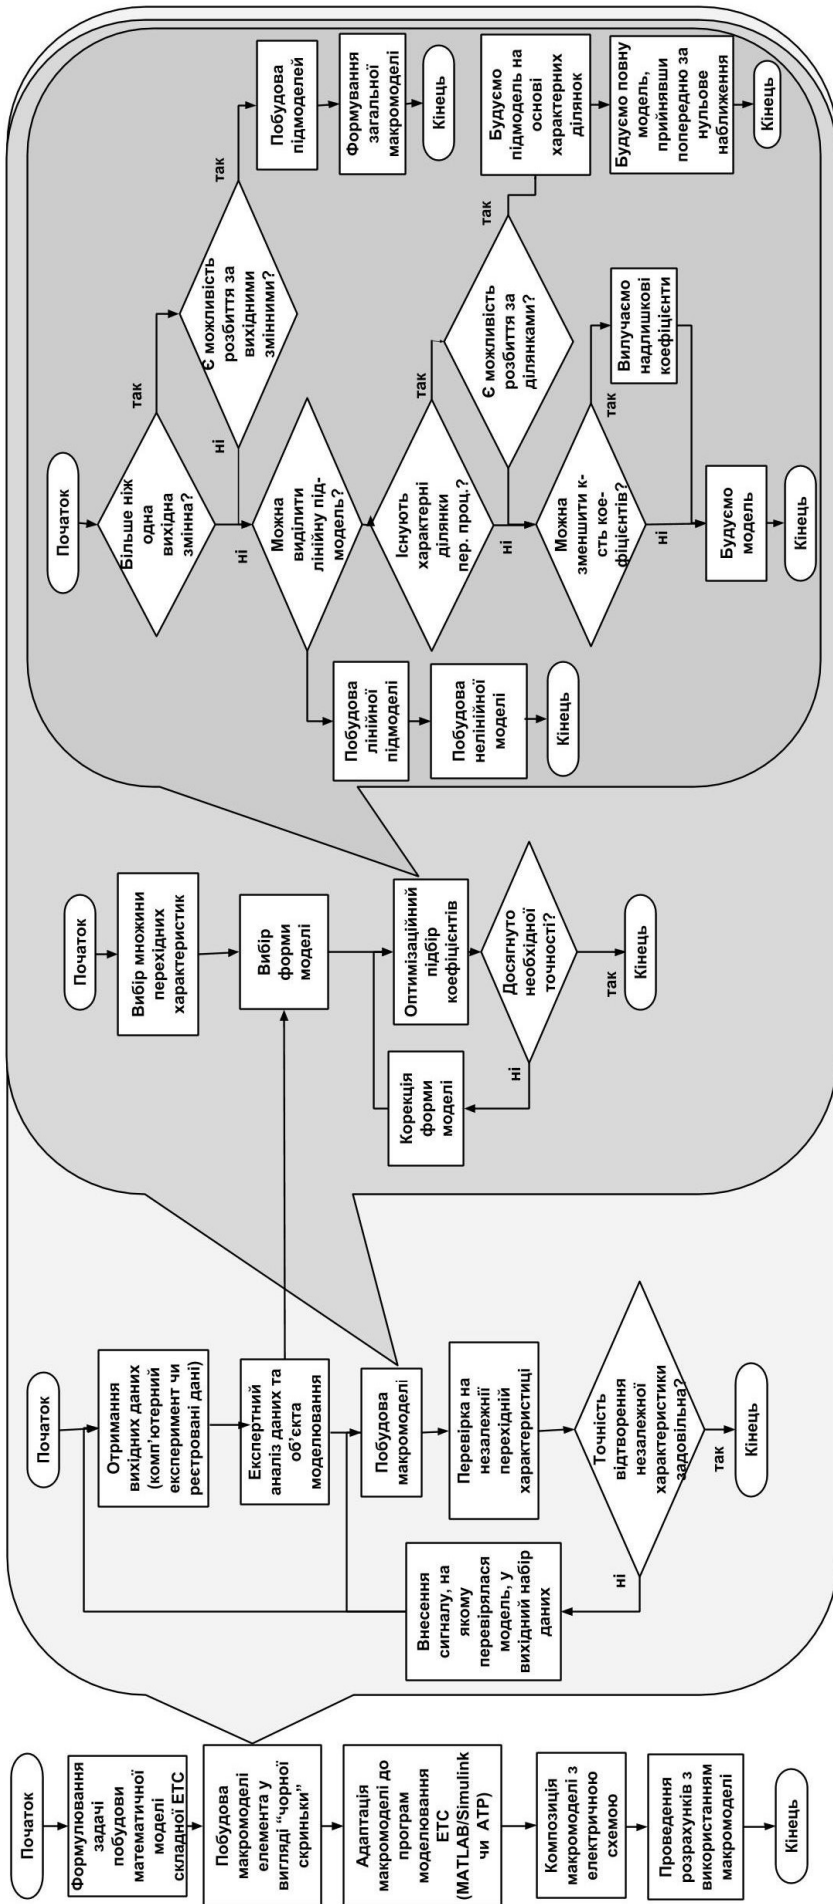 Початок
Формулювання
задачі
побудови
математичної
моделі
складної ЕТС
Побудова
макромоделі
елемента у
вигляді “чорної
скриньки”
Адаптація
макромоделі до
програм
моделювання
ЕТС
(MATLAB/Simulink
чи АТР)
Композиція
макромоделі з
електричною
схемою
Проведення
розрахунків з
використанням
макромоделі
Кінець
Початок
Отримання
вихідних даних
(комп’ютерний
експеримент чи
реєстровані дані)
Експертний
аналіз даних та
об’єкта
моделювання
Побудова
макромоделі
Перевірка на
незалежнії
перехідній
характеристиці
Точність
відтворення
незалежної
характеристики
задовільна?
ні
так
Внесення
сигналу, на
якому
перевірялася
модель, у
вихідний набір
даних
Кінець
Початок
Вибір множини
перехідних
характеристик
Вибір
форми
моделі
Оптимізаційний
підбір
коефіцієнтів
Досягнуто
необхідної
точності?
ні
так
Корекція
форми
моделі
Кінець
Початок
Більше ніж
одна
вихідна
змінна?
так
ні
Є можливість
розбиття за
вихідними
змінними?
так
ні
Побудова
підмоделей
Формування
загальної
макромоделі
Кінець
Можна
виділити
лінійну під-
модель?
Побудова
лінійної
підмоделі
Побудова
нелінійної
моделі
Кінець
Існують
характерні
ділянки
пер. проц.?
так
ні
Є можливість
розбиття за
ділянками?
так
Будуємо
підмодель на
основі
характерних
ділянок
Будуємо повну
модель,
прийнявши
попередню за
нульове
наближення
Кінець
Можна
зменшити к-
сть кое-
фіцієнтів?
так
ні
Вилучаємо
надлишкові
коефіцієнти
Будуємо
модель
Кінець